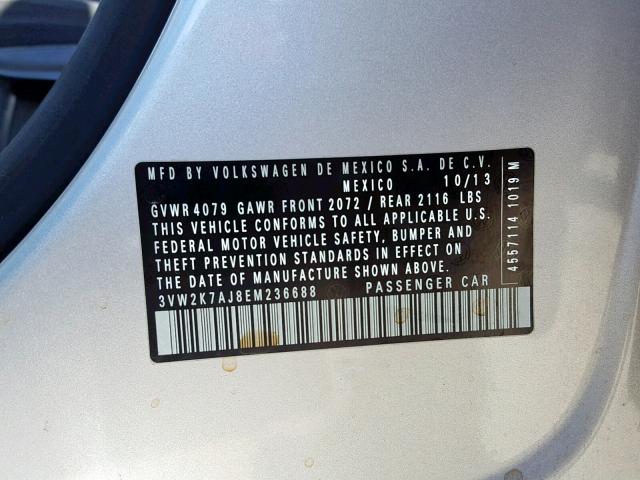 MFD BY VOLKSWAGEN DE MEXICO S.A. DE C.V.
MEXICO 10/13
GVWR 4079 GAWR FRONT 2072 / REAR 2116 LBS
THIS VEHICLE CONFORMS TO ALL APPLICABLE U.S.
FEDERAL MOTOR VEHICLE SAFETY, BUMPER AND
THEFT PREVENTION STANDARDS IN EFFECT ON
THE DATE OF MANUFACTURE SHOWN ABOVE.
3VW2K7AJ8EM236688 PASSENGER CAR
4557114 1019 M